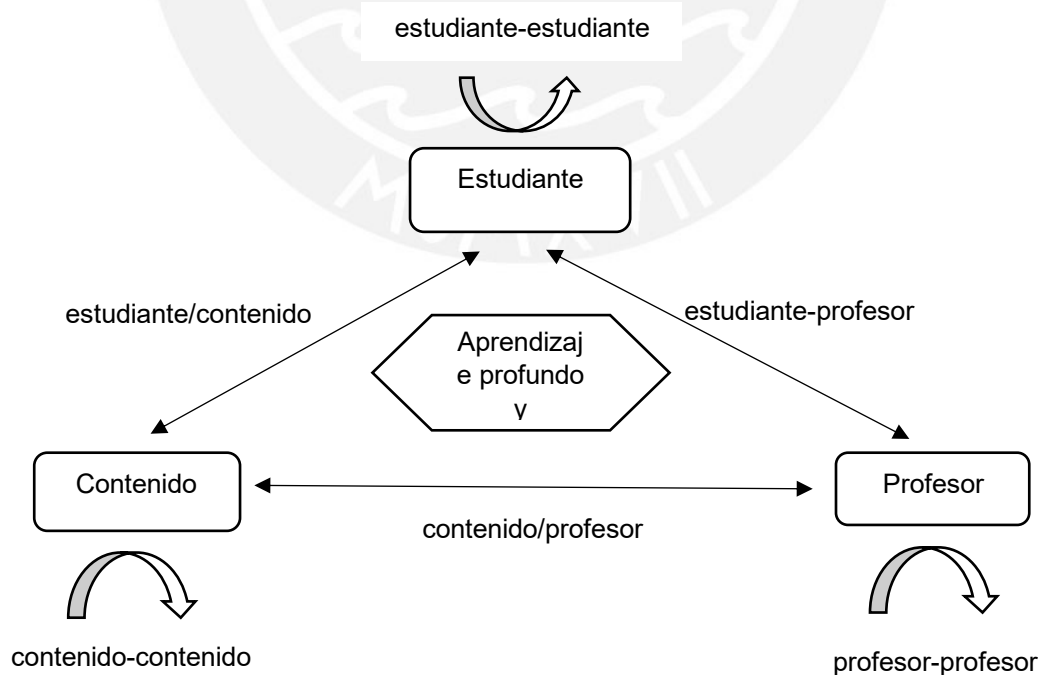 estudiante-estudiante
Estudiante
estudiante/contenido
estudiante-profesor
Aprendizaj
e profundo
y
Contenido
Profesor
contenido/profesor
contenido-contenido
profesor-profesor